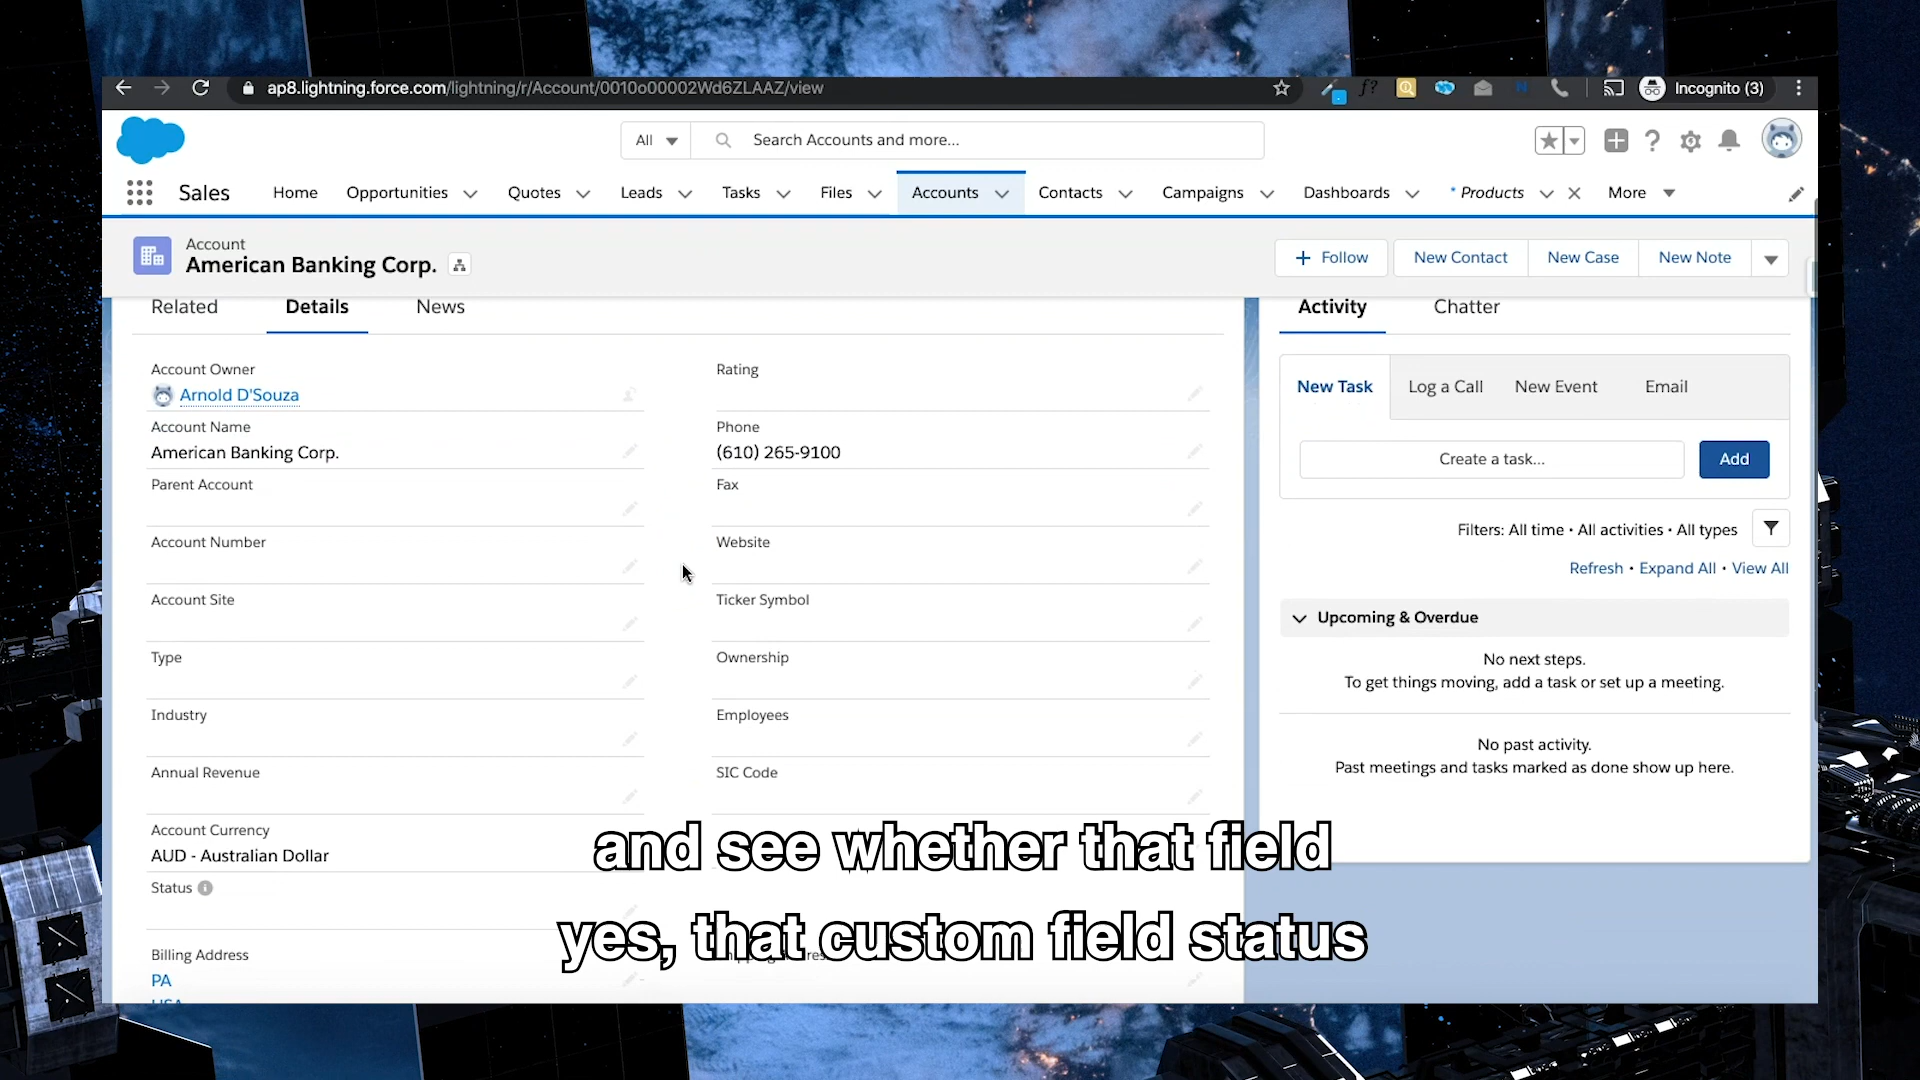 ap8.lightning.force.com/lightning/r/Account/0010o00002Wd6ZLAAZ/view
Incognito (3)
All
Search Accounts and more...
Sales
Home
Opportunities
Quotes
Leads
Tasks
Files
Accounts
Contacts
Campaigns
Dashboards
* Products
More
Account
American Banking Corp.
Follow
New Contact
New Case
New Note
Related
Details
News
Activity
Chatter
Account Owner
Arnold D'Souza
Rating
Account Name
American Banking Corp.
Phone
(610) 265-9100
Parent Account
Fax
Account Number
Website
Account Site
Ticker Symbol
Type
Ownership
Industry
Employees
Annual Revenue
SIC Code
Account Currency
AUD - Australian Dollar
Status
Billing Address
PA
USA
New Task
Log a Call
New Event
Email
Create a task...
Add
Filters: All time • All activities • All types
Refresh • Expand All • View All
Upcoming & Overdue
No next steps.
To get things moving, add a task or set up a meeting.
No past activity.
Past meetings and tasks marked as done show up here.
and see whether that field
yes, that custom field status